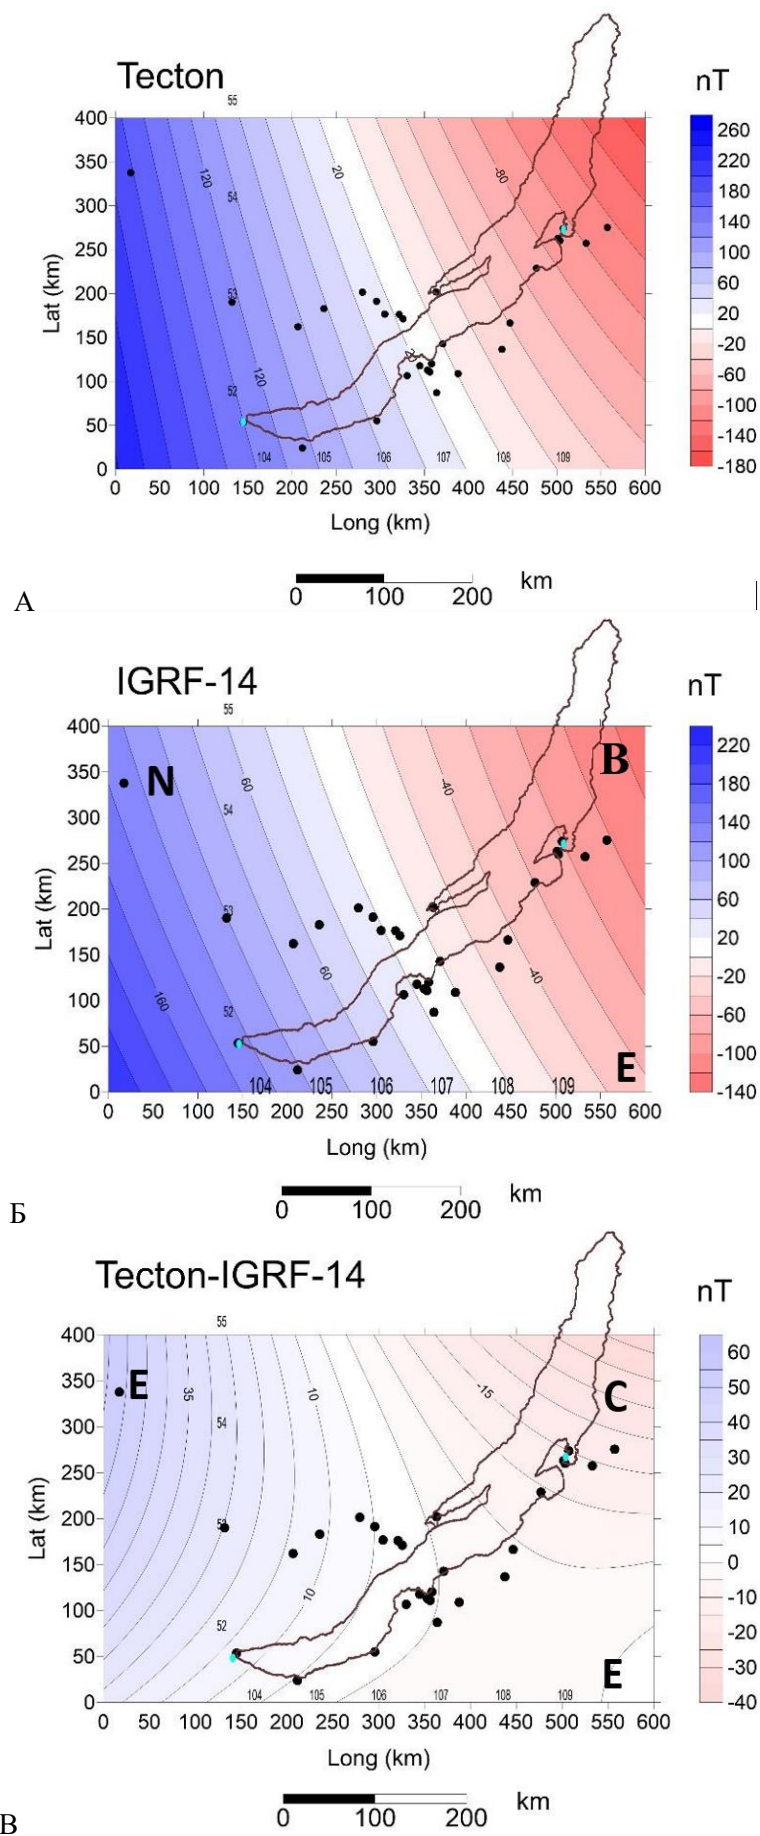 Tecton
nT
55
400
350
300
250
200
150
100
50
0
Lat (km)
120
54
53
52
120
20
20
-80
104
105
106
107
108
109
0 50 100 150 200 250 300 350 400 450 500 550 600
Long (km)
260
220
180
140
100
60
20
-20
-60
-100
-140
-180
km
0 100 200
А
IGRF-14
nT
55
400
350
300
250
200
150
100
50
0
Lat (km)
N
B
E
60
-40
54
53
60
-40
160
52
104 105 106 107 108 109
0 50 100 150 200 250 300 350 400 450 500 550 600
Long (km)
220
180
140
100
60
20
-20
-60
-100
-140
km
0 100 200
Б
Tecton-IGRF-14
nT
55
400
350
300
250
200
150
100
50
0
Lat (km)
E
C
E
35
10
-15
54
53
10
52
104 105 106 107 108 109
0 50 100 150 200 250 300 350 400 450 500 550 600
Long (km)
60
50
40
30
20
10
0
-10
-20
-30
-40
km
0 100 200
В